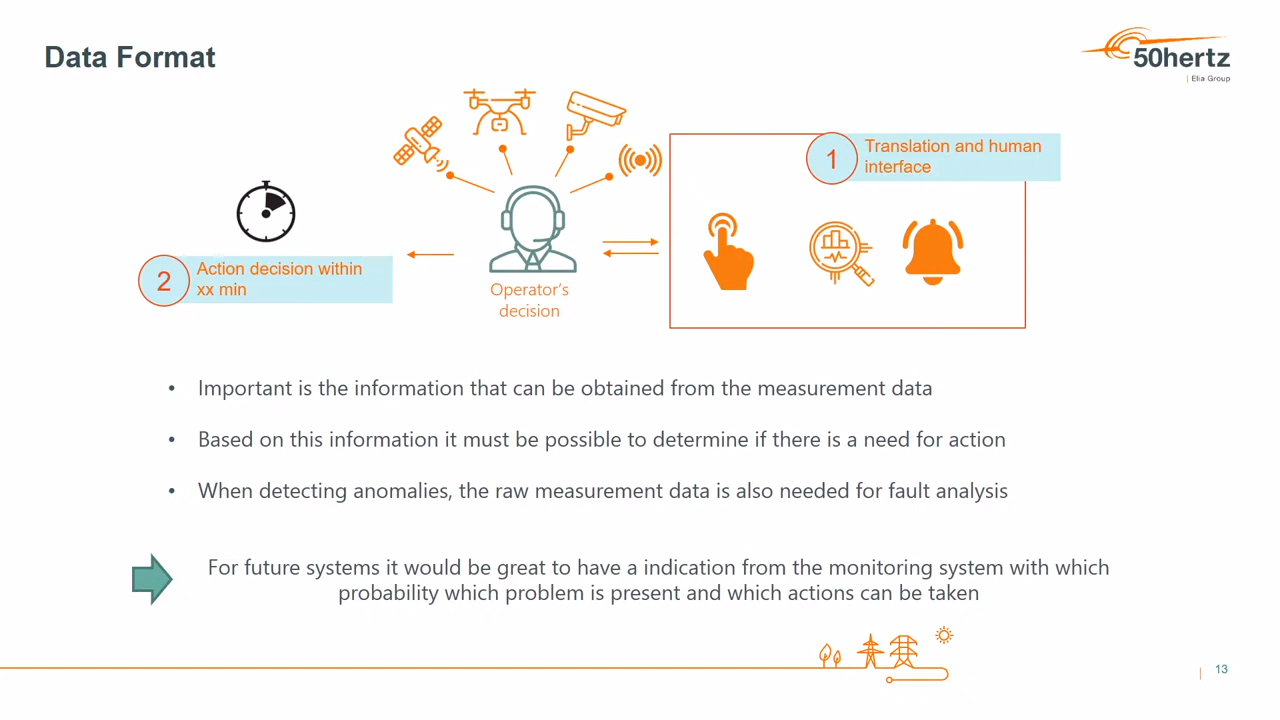 Data Format
50hertz
| Elia Group
1
Translation and human
interface
2
Action decision within
xx min
Operator's
decision
• Important is the information that can be obtained from the measurement data
• Based on this information it must be possible to determine if there is a need for action
• When detecting anomalies, the raw measurement data is also needed for fault analysis
For future systems it would be great to have a indication from the monitoring system with which
probability which problem is present and which actions can be taken
| 13